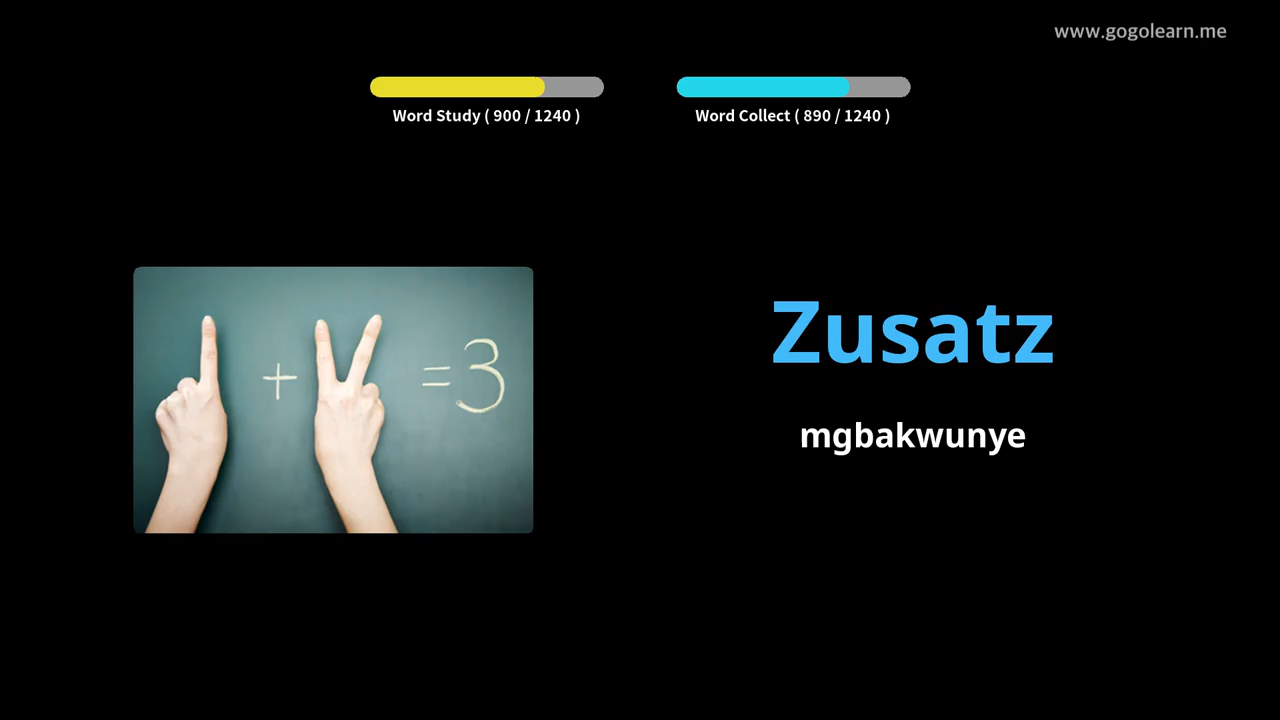 www.gogolearn.me
Word Study ( 900 / 1240 )
Word Collect ( 890 / 1240 )
+ = 3
Zusatz
mgbakwunye